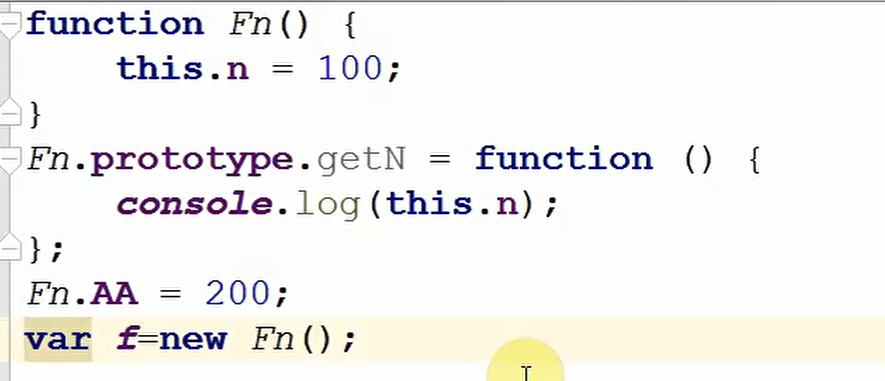 function Fn() {
    this.n = 100;
}
Fn.prototype.getN = function () {
    console.log(this.n);
};
Fn.AA = 200;
var f=new Fn();